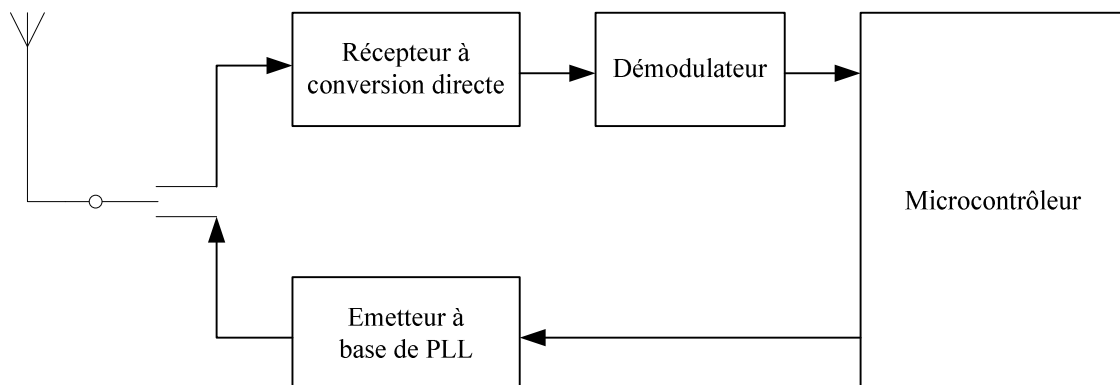 Récepteur à
conversion directe
Démodulateur
Microcontrôleur
Emetteur à
base de PLL